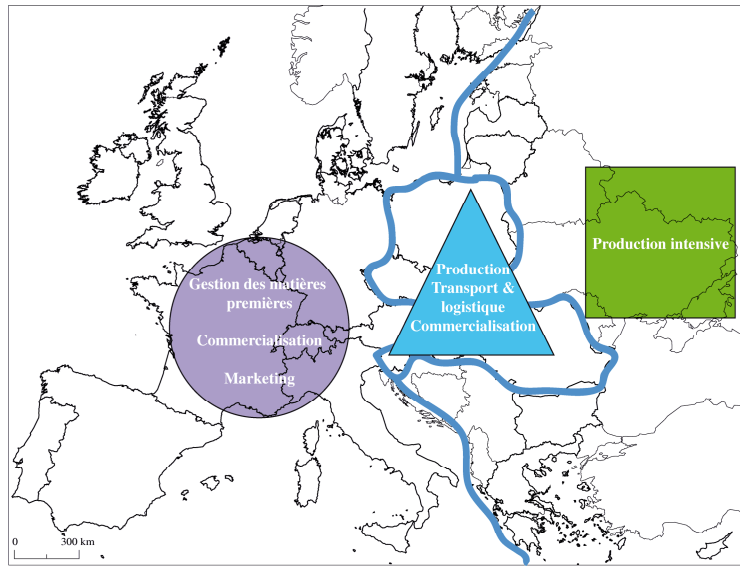 Production intensive
Production
Transport &
logistique
Commercialisation
Gestion des matières
premières
Commercialisation
Marketing
0 300 km